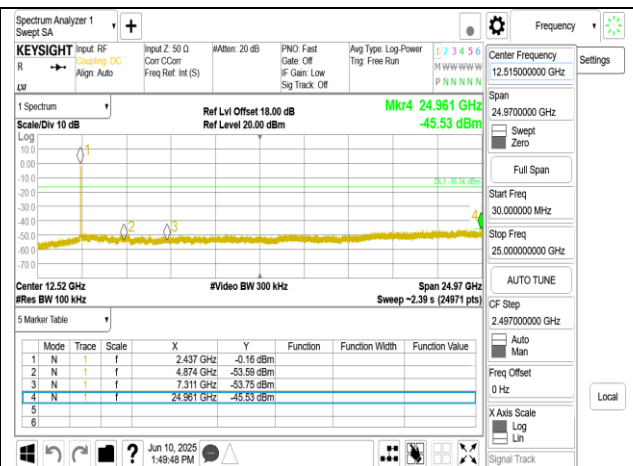 Spectrum Analyzer 1
Swept SA
Frequency
Settings
KEYSIGHT
R
LXI
Input: RF
Coupling: DC
Align: Auto
Input Z: 50 Ω
Corr CCorr
Freq Ref: Int (S)
#Atten: 20 dB
PNO: Fast
Gate: Off
IF Gain: Low
Sig Track: Off
Avg Type: Log-Power
Trig: Free Run
1 2 3 4 5 6
M W W W W W
P N N N N N
1 Spectrum
Scale/Div 10 dB
Log
Ref Lvl Offset 18.00 dB
Ref Level 20.00 dBm
Mkr4 24.961 GHz
-45.53 dBm
10.0
0.00
-10.0
-20.0
-30.0
-40.0
-50.0
-60.0
-70.0
1
2
3
4
DL1 -16.34 dBm
Center 12.52 GHz
#Video BW 300 kHz
Span 24.97 GHz
#Res BW 100 kHz
Sweep ~2.39 s (24971 pts)
5 Marker Table
Mode Trace Scale X Y Function Function Width Function Value
1 N 1 f 2.437 GHz -0.16 dBm
2 N 1 f 4.874 GHz -53.59 dBm
3 N 1 f 7.311 GHz -53.75 dBm
4 N 1 f 24.961 GHz -45.53 dBm
5
6
Jun 10, 2025
1:49:48 PM
?
Center Frequency
12.515000000 GHz
Span
24.9700000 GHz
Swept
Zero
Full Span
Start Freq
30.000000 MHz
Stop Freq
25.000000000 GHz
AUTO TUNE
CF Step
2.497000000 GHz
Auto
Man
Freq Offset
0 Hz
X Axis Scale
Log
Lin
Signal Track
Local